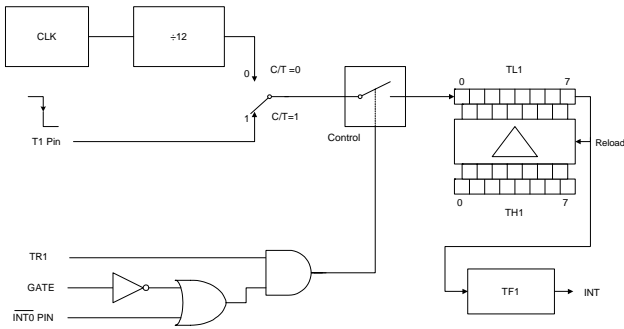 CLK
÷12
0
C/T =0
1
C/T=1
T1 Pin
Control
TL1
0 7
Reload
0 7
TH1
TR1
GATE
INT0 PIN
TF1
INT